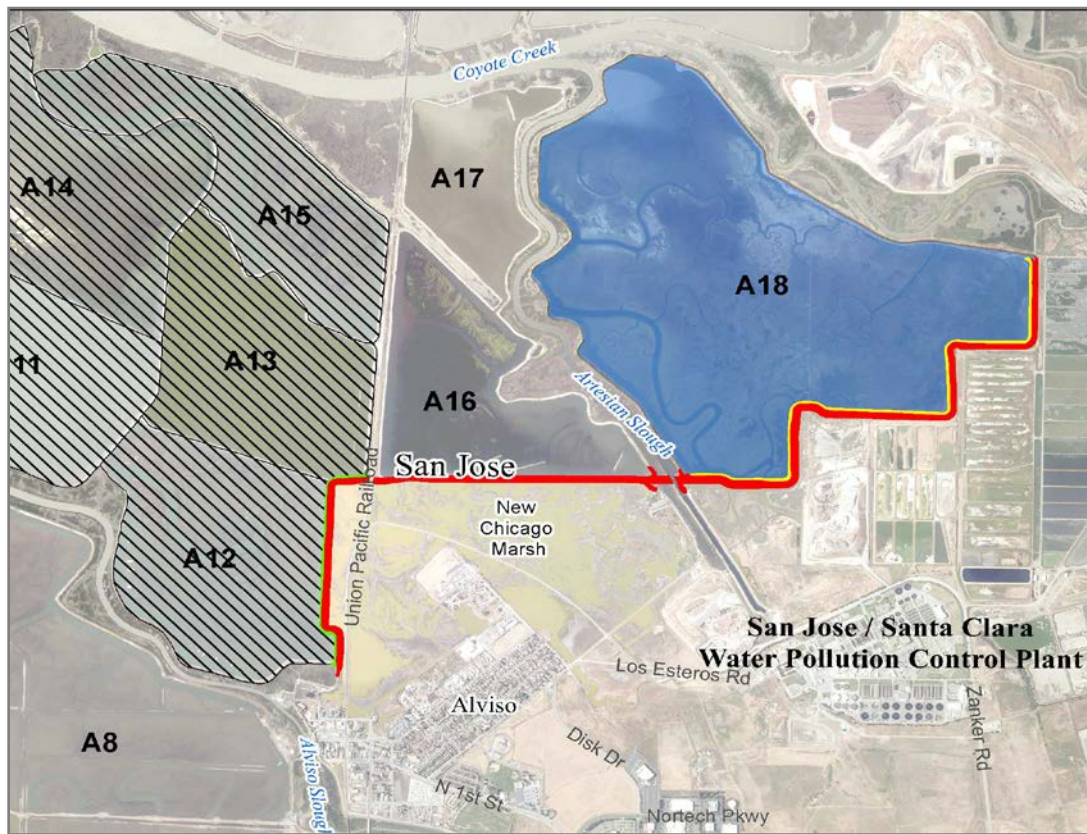 Coyote Creek
A17
A14
A15
A18
A13
11
A16
Artesian Slough
San Jose
New
Chicago
Marsh
Union Pacific Railroad
A12
San Jose / Santa Clara
Water Pollution Control Plant
Los Esteros Rd
Alviso
Zanker Rd
A8
Disk Dr
Alviso Slough
N 1st St
Nortech Pkwy